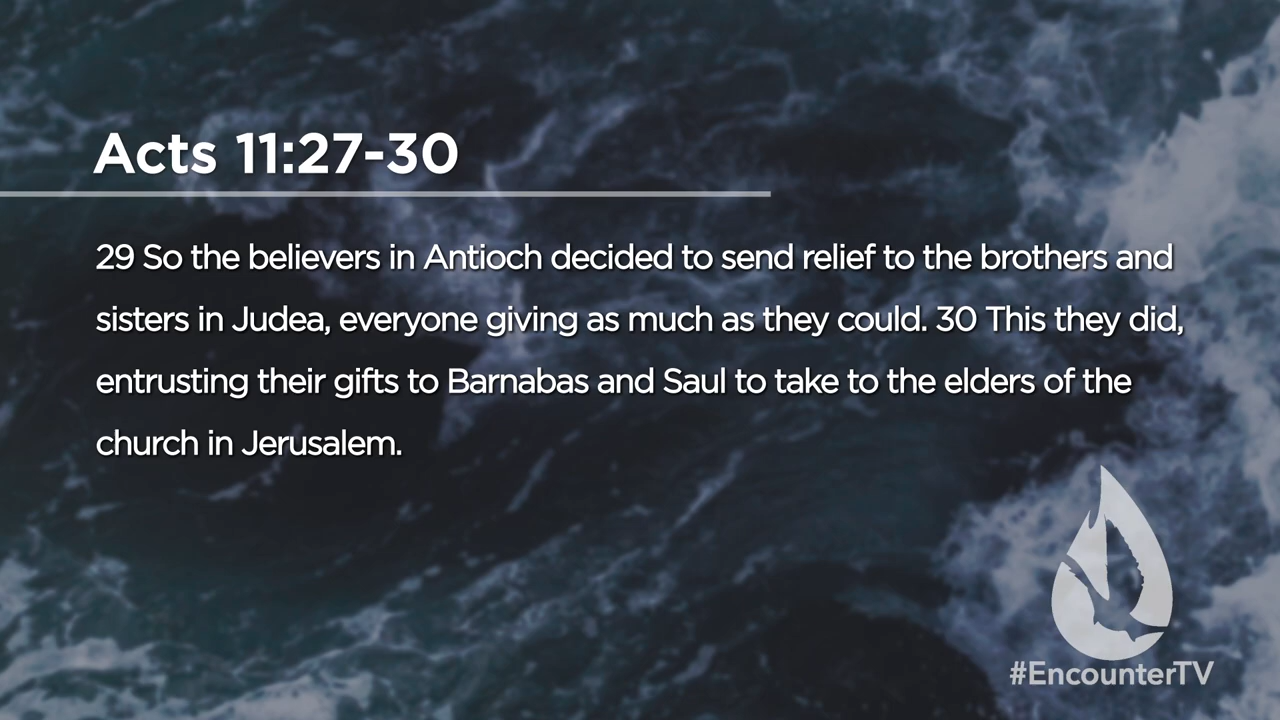 Acts 11:27-30
29 So the believers in Antioch decided to send relief to the brothers and
sisters in Judea, everyone giving as much as they could. 30 This they did,
entrusting their gifts to Barnabas and Saul to take to the elders of the
church in Jerusalem.
#EncounterTV